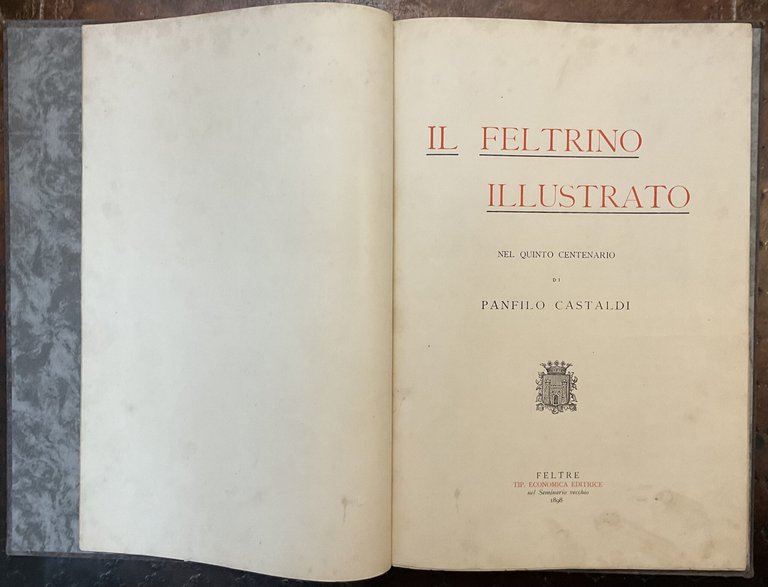 IL FELTRINO
ILLUSTRATO
NEL QUINTO CENTENARIO
DI
PANFILO CASTALDI
FELTRE
TIP. ECONOMICA EDITRICE
nel Seminario vecchio
1898